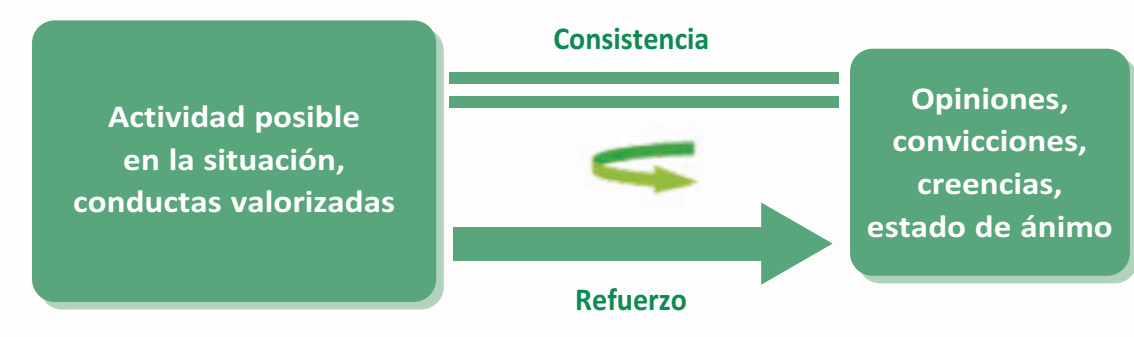 Consistencia
Actividad posible
en la situación,
conductas valorizadas
Opiniones,
convicciones,
creencias,
estado de ánimo
Refuerzo